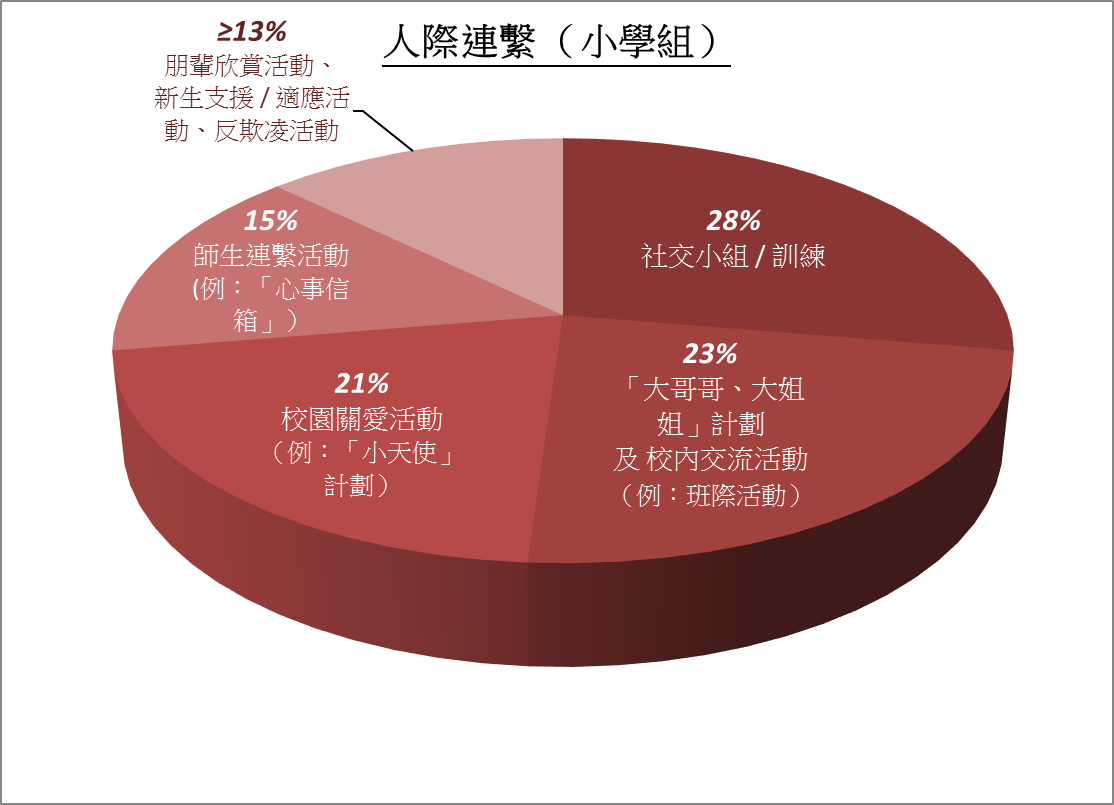 人際連繫（小學組）
≥13%
朋輩欣賞活動、
新生支援 / 適應活
動、反欺凌活動
28%
社交小組 / 訓練
23%
「大哥哥、大姐
姐」計劃
及 校內交流活動
（例：班際活動）
21%
校園關愛活動
（例：「小天使」
計劃）
15%
師生連繫活動
(例：「心事信
箱」）